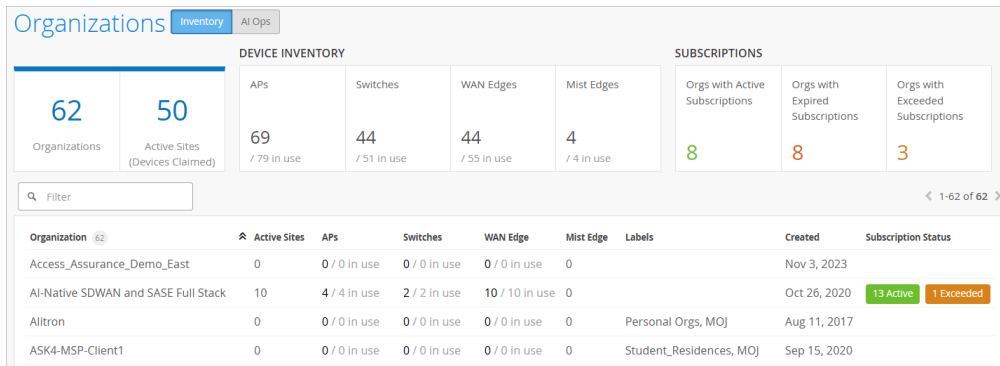 Organizations Inventory AI Ops
DEVICE INVENTORY SUBSCRIPTIONS
62 Organizations
50 Active Sites (Devices Claimed)
APs 69 / 79 in use
Switches 44 / 51 in use
WAN Edges 44 / 55 in use
Mist Edges 4 / 4 in use
Orgs with Active Subscriptions 8
Orgs with Expired Subscriptions 8
Orgs with Exceeded Subscriptions 3
Filter 1-62 of 62
Organization 62 Active Sites APs Switches WAN Edge Mist Edge Labels Created Subscription Status
Access_Assurance_Demo_East 0 0 / 0 in use 0 / 0 in use 0 / 0 in use 0 Nov 3, 2023
AI-Native SDWAN and SASE Full Stack 10 4 / 4 in use 2 / 2 in use 10 / 10 in use 0 Oct 26, 2020 13 Active 1 Exceeded
Alitron 0 0 / 0 in use 0 / 0 in use 0 / 0 in use 0 Personal Orgs, MOJ Aug 11, 2017
ASK4-MSP-Client1 0 0 / 0 in use 0 / 0 in use 0 / 0 in use 0 Student_Residences, MOJ Sep 15, 2020